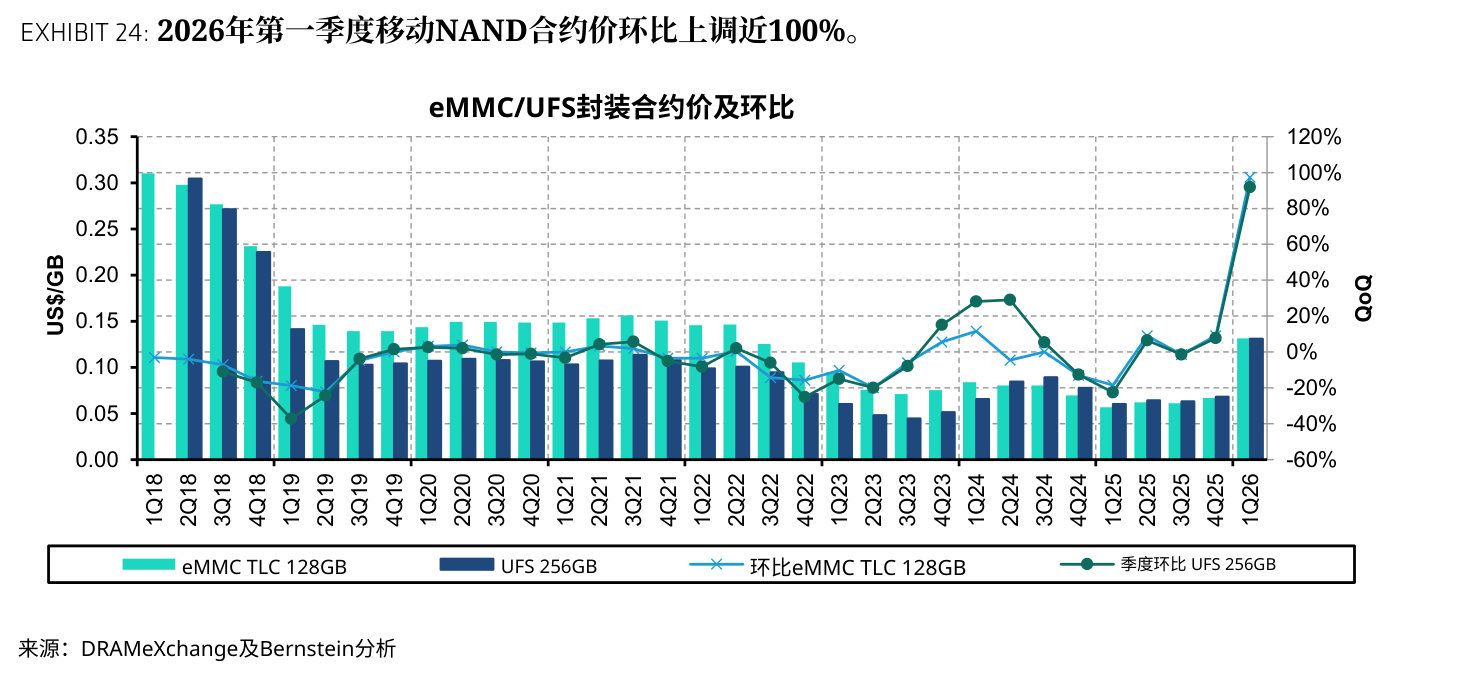 EXHIBIT 24: 2026年第一季度移动NAND合约价环比上调近100%。
eMMC/UFS封装合约价及环比
0.35
0.30
0.25
0.20
0.15
0.10
0.05
0.00
US$/GB
120%
100%
80%
60%
40%
20%
0%
-20%
-40%
-60%
QoQ
1Q18
2Q18
3Q18
4Q18
1Q19
2Q19
3Q19
4Q19
1Q20
2Q20
3Q20
4Q20
1Q21
2Q21
3Q21
4Q21
1Q22
2Q22
3Q22
4Q22
1Q23
2Q23
3Q23
4Q23
1Q24
2Q24
3Q24
4Q24
1Q25
2Q25
3Q25
4Q25
1Q26
eMMC TLC 128GB
UFS 256GB
环比eMMC TLC 128GB
季度环比 UFS 256GB
来源：DRAMeXchange及Bernstein分析